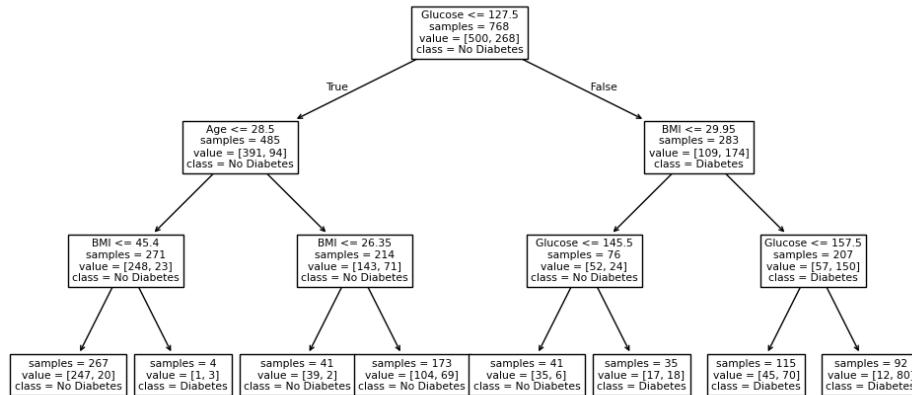 Glucose <= 127.5
samples = 768
value = [500, 268]
class = No Diabetes
True
False
Age <= 28.5
samples = 485
value = [391, 94]
class = No Diabetes
BMI <= 29.95
samples = 283
value = [109, 174]
class = Diabetes
BMI <= 45.4
samples = 271
value = [248, 23]
class = No Diabetes
BMI <= 26.35
samples = 214
value = [143, 71]
class = No Diabetes
Glucose <= 145.5
samples = 76
value = [52, 24]
class = No Diabetes
Glucose <= 157.5
samples = 207
value = [57, 150]
class = Diabetes
samples = 267
value = [247, 20]
class = No Diabetes
samples = 4
value = [1, 3]
class = Diabetes
samples = 41
value = [39, 2]
class = No Diabetes
samples = 173
value = [104, 69]
class = No Diabetes
samples = 41
value = [35, 6]
class = No Diabetes
samples = 35
value = [17, 18]
class = Diabetes
samples = 115
value = [45, 70]
class = Diabetes
samples = 92
value = [12, 80]
class = Diabetes